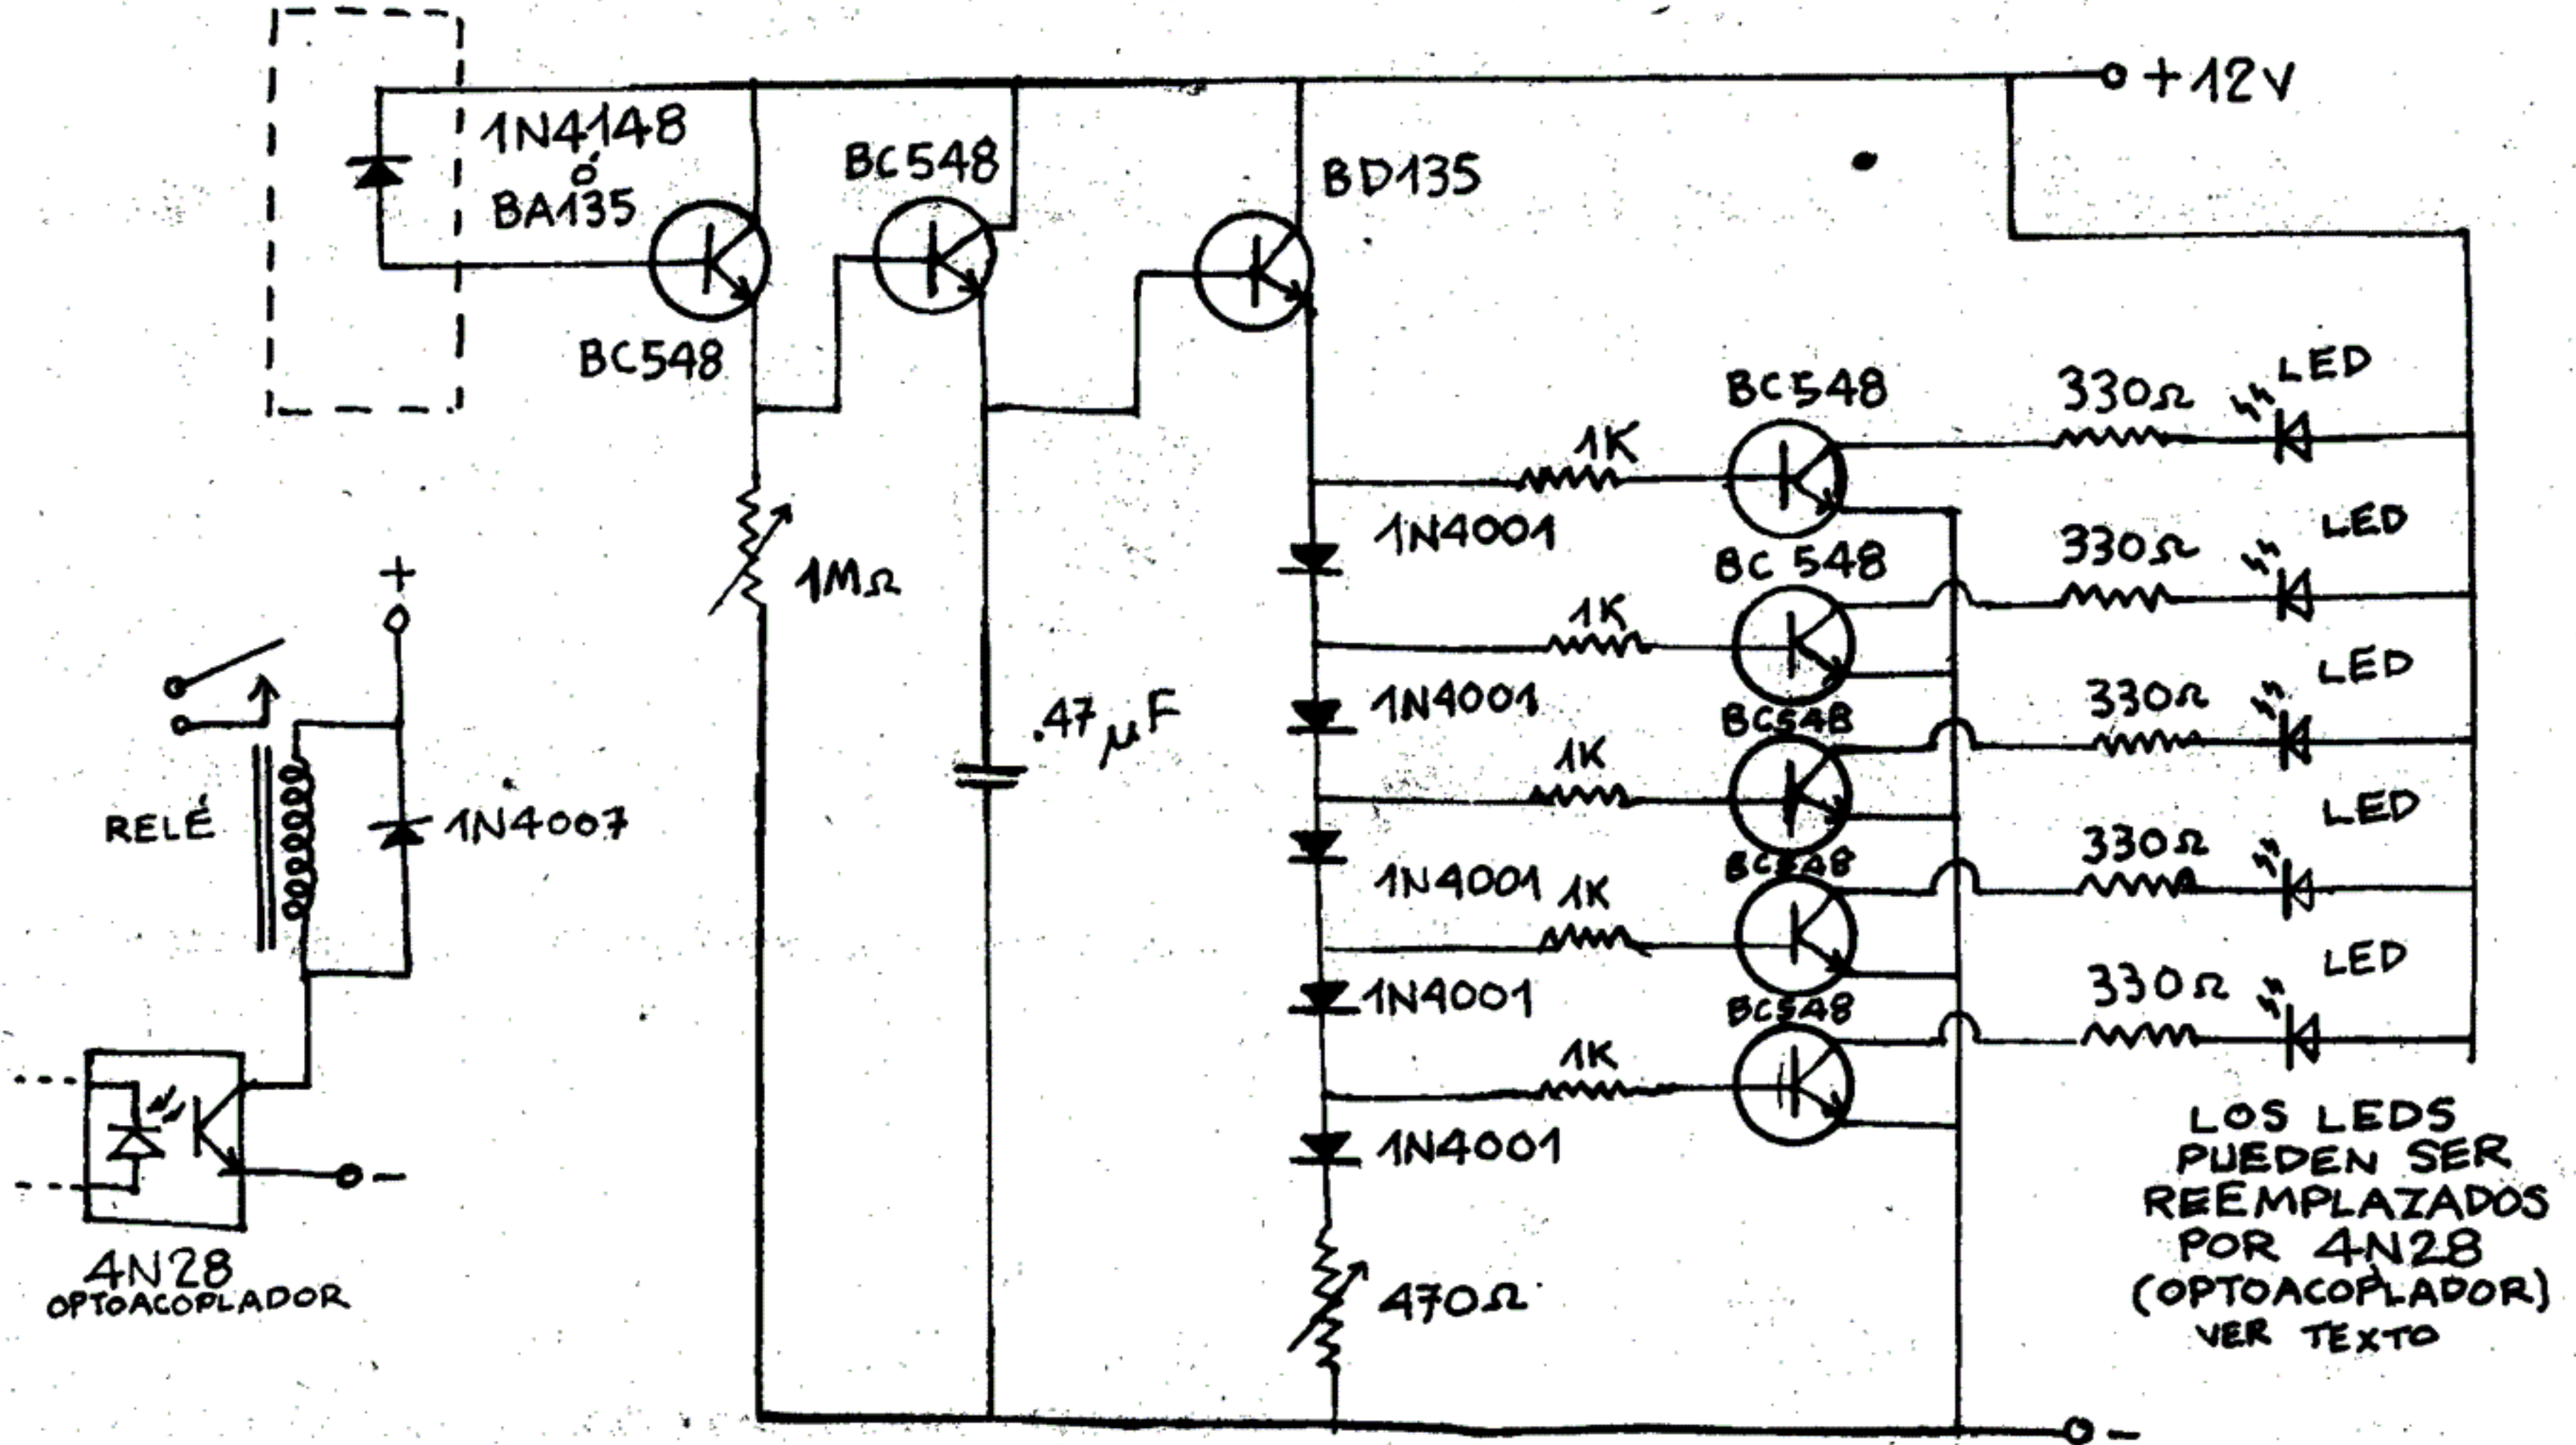 +12V
1N4148
ó
BA135
BC548
BC548
BD135
1MΩ
.47 μF
1K
1N4001
BC548
330Ω
LED
1K
1N4001
BC 548
330Ω
LED
1K
1N4001
BC548
330Ω
LED
1K
1N4001
BC548
330Ω
LED
1K
1N4001
BC548
330Ω
LED
470Ω
+
RELÉ
1N4007
-
4N28
OPTOACOPLADOR
LOS LEDS
PUEDEN SER
REEMPLAZADOS
POR 4N28
(OPTOACOPLADOR)
VER TEXTO
-